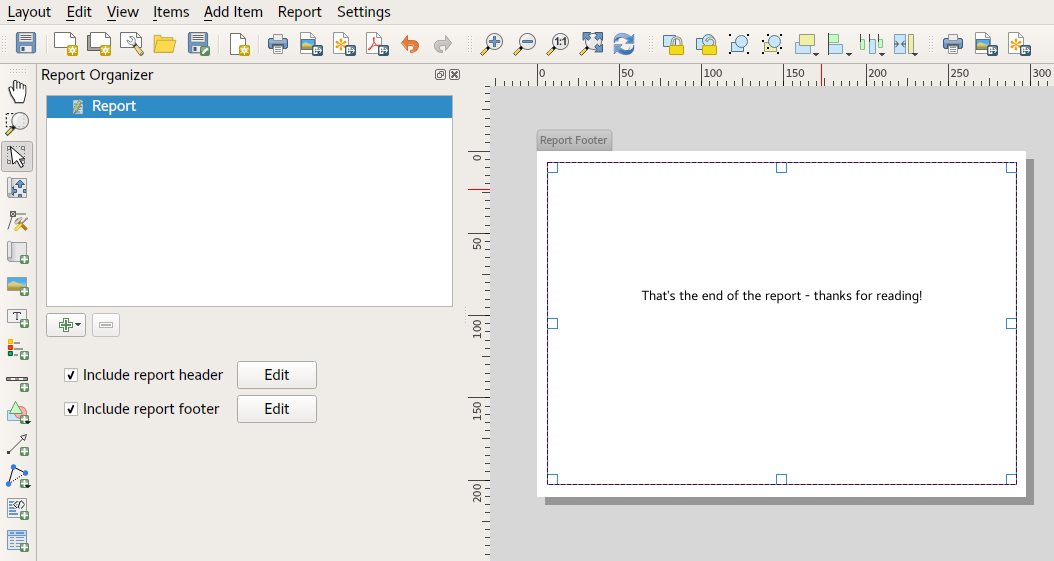 Layout Edit View Items Add Item Report Settings
1:1
Report Organizer
0 50 100 150 200 250 300
Report
Report Footer
0
50
100
150
200
That's the end of the report - thanks for reading!
T
Include report header Edit
Include report footer Edit